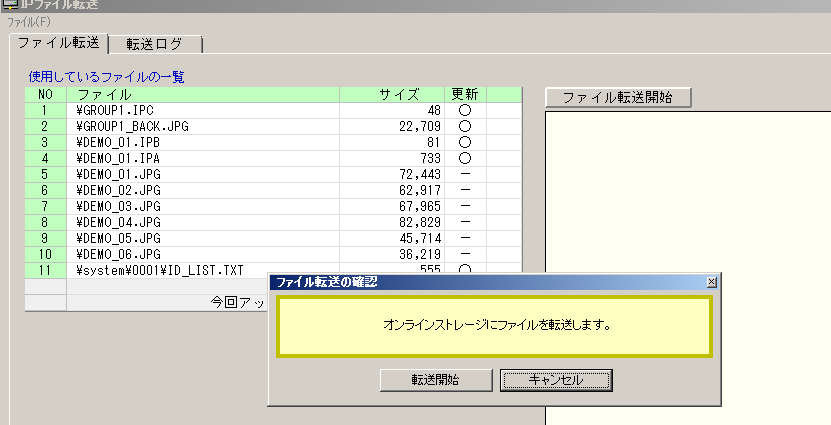 IPファイル転送
ファイル(F)
ファイル転送 転送ログ
使用しているファイルの一覧
NO ファイル サイズ 更新
ファイル転送開始
1 ¥GROUP1.IPC 48 ○
2 ¥GROUP1_BACK.JPG 22,709 ○
3 ¥DEMO_01.IPB 81 ○
4 ¥DEMO_01.IPA 733 ○
5 ¥DEMO_01.JPG 72,443 −
6 ¥DEMO_02.JPG 62,917 −
7 ¥DEMO_03.JPG 67,965 −
8 ¥DEMO_04.JPG 82,829 −
9 ¥DEMO_05.JPG 45,714 −
10 ¥DEMO_06.JPG 36,219 −
11 ¥system¥0001¥ID_LIST.TXT 555 ○
今回アッ
ファイル転送の確認
オンラインストレージにファイルを転送します。
転送開始 キャンセル